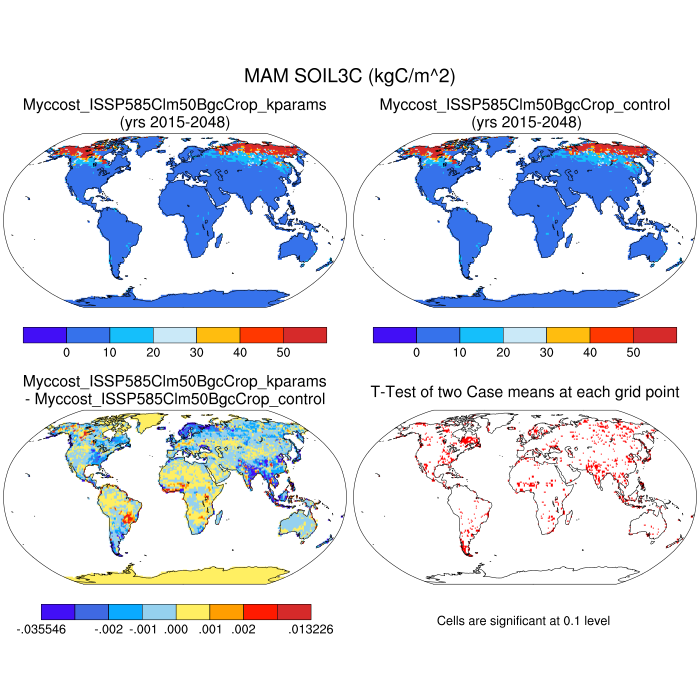 MAM SOIL3C (kgC/m^2)
Myccost_ISSP585Clm50BgcCrop_kparams
(yrs 2015-2048)
Myccost_ISSP585Clm50BgcCrop_control
(yrs 2015-2048)
0 10 20 30 40 50
0 10 20 30 40 50
Myccost_ISSP585Clm50BgcCrop_kparams
- Myccost_ISSP585Clm50BgcCrop_control
T-Test of two Case means at each grid point
-.035546 -.002 -.001 .000 .001 .002 .013226
Cells are significant at 0.1 level